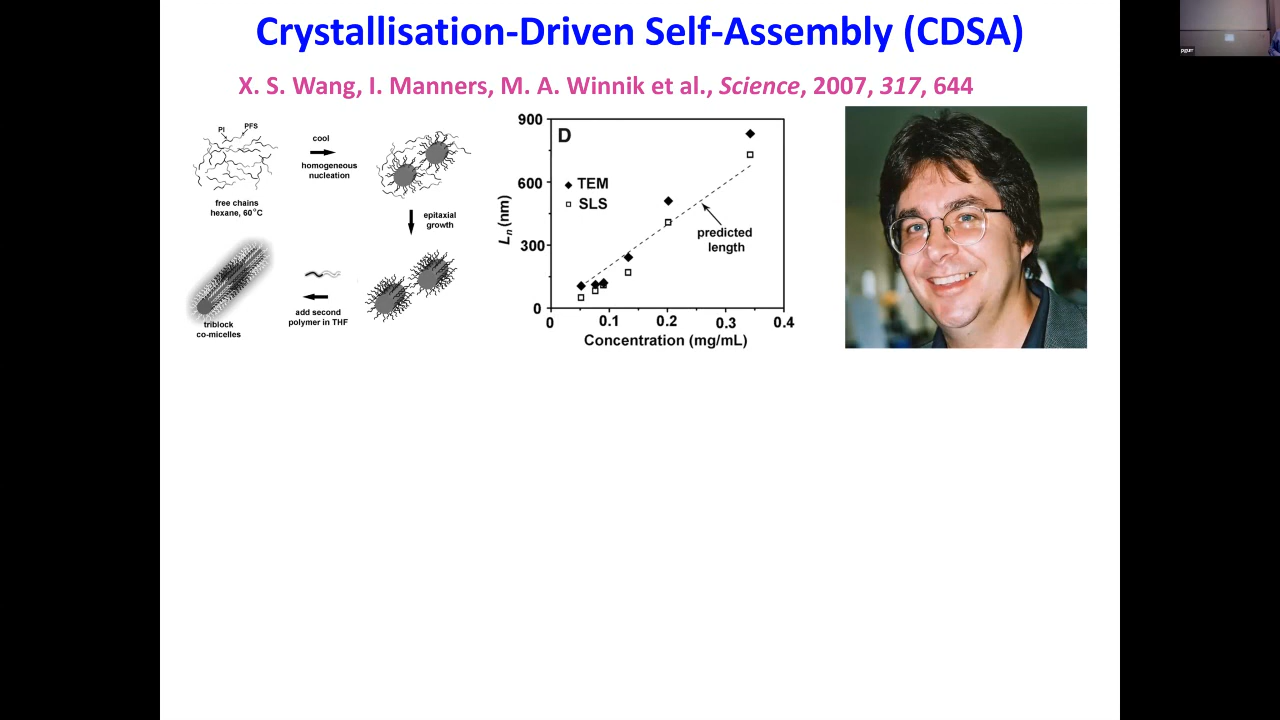 Crystallisation-Driven Self-Assembly (CDSA)
X. S. Wang, I. Manners, M. A. Winnik et al., Science, 2007, 317, 644
PI
PFS
free chains
hexane, 60°C
cool
homogeneous
nucleation
epitaxial
growth
add second
polymer in THF
triblock
co-micelles
D
TEM
SLS
predicted
length
Ln (nm)
900
600
300
0
0
0.1
0.2
0.3
0.4
Concentration (mg/mL)